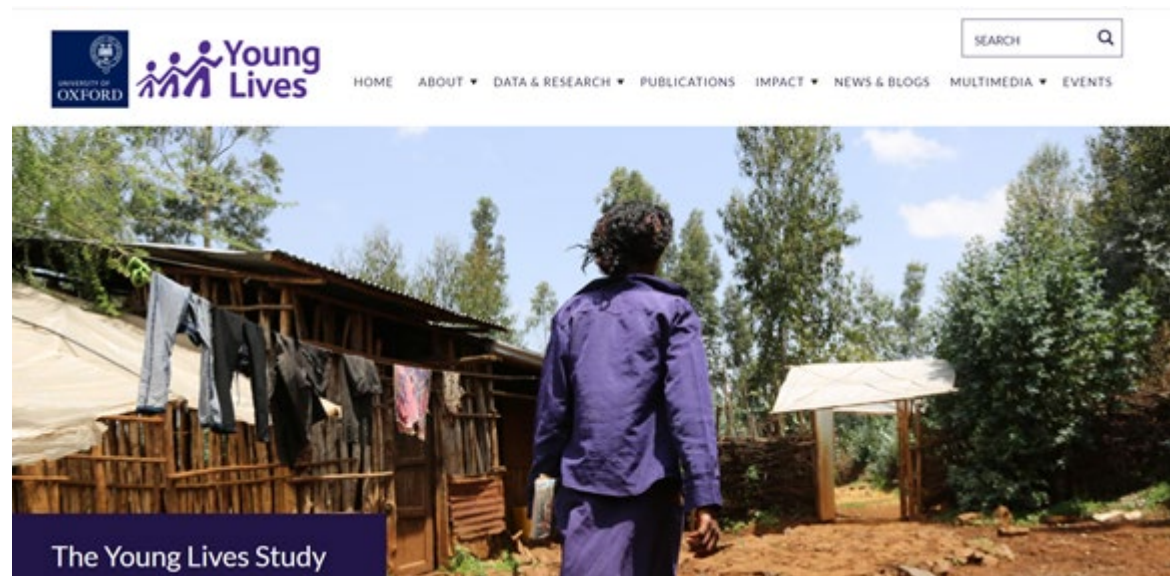 SEARCH
UNIVERSITY OF
OXFORD
Young
Lives
HOME ABOUT DATA & RESEARCH PUBLICATIONS IMPACT NEWS & BLOGS MULTIMEDIA EVENTS
The Young Lives Study